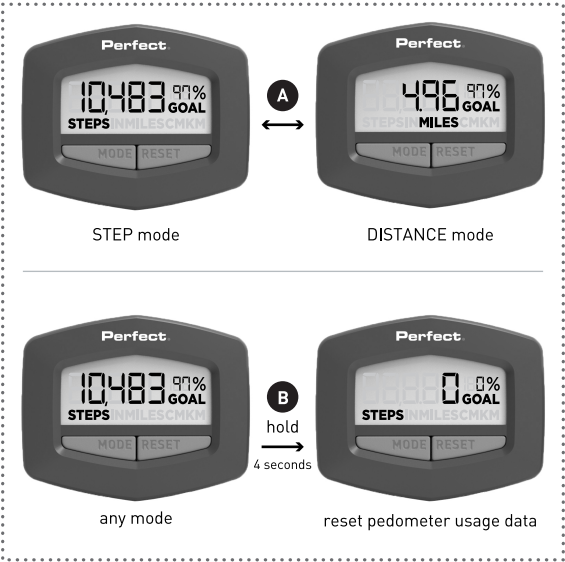 Perfect.
10,483 97% GOAL
STEPS INMILESCMKM
MODE RESET
STEP mode
A
Perfect.
4.96 97% GOAL
STEPSINMILESCMKM
MILES
MODE RESET
DISTANCE mode
Perfect.
10,483 97% GOAL
STEPS INMILESCMKM
MODE RESET
any mode
B
hold
4 seconds
Perfect.
0 0% GOAL
STEPS INMILESCMKM
MODE RESET
reset pedometer usage data